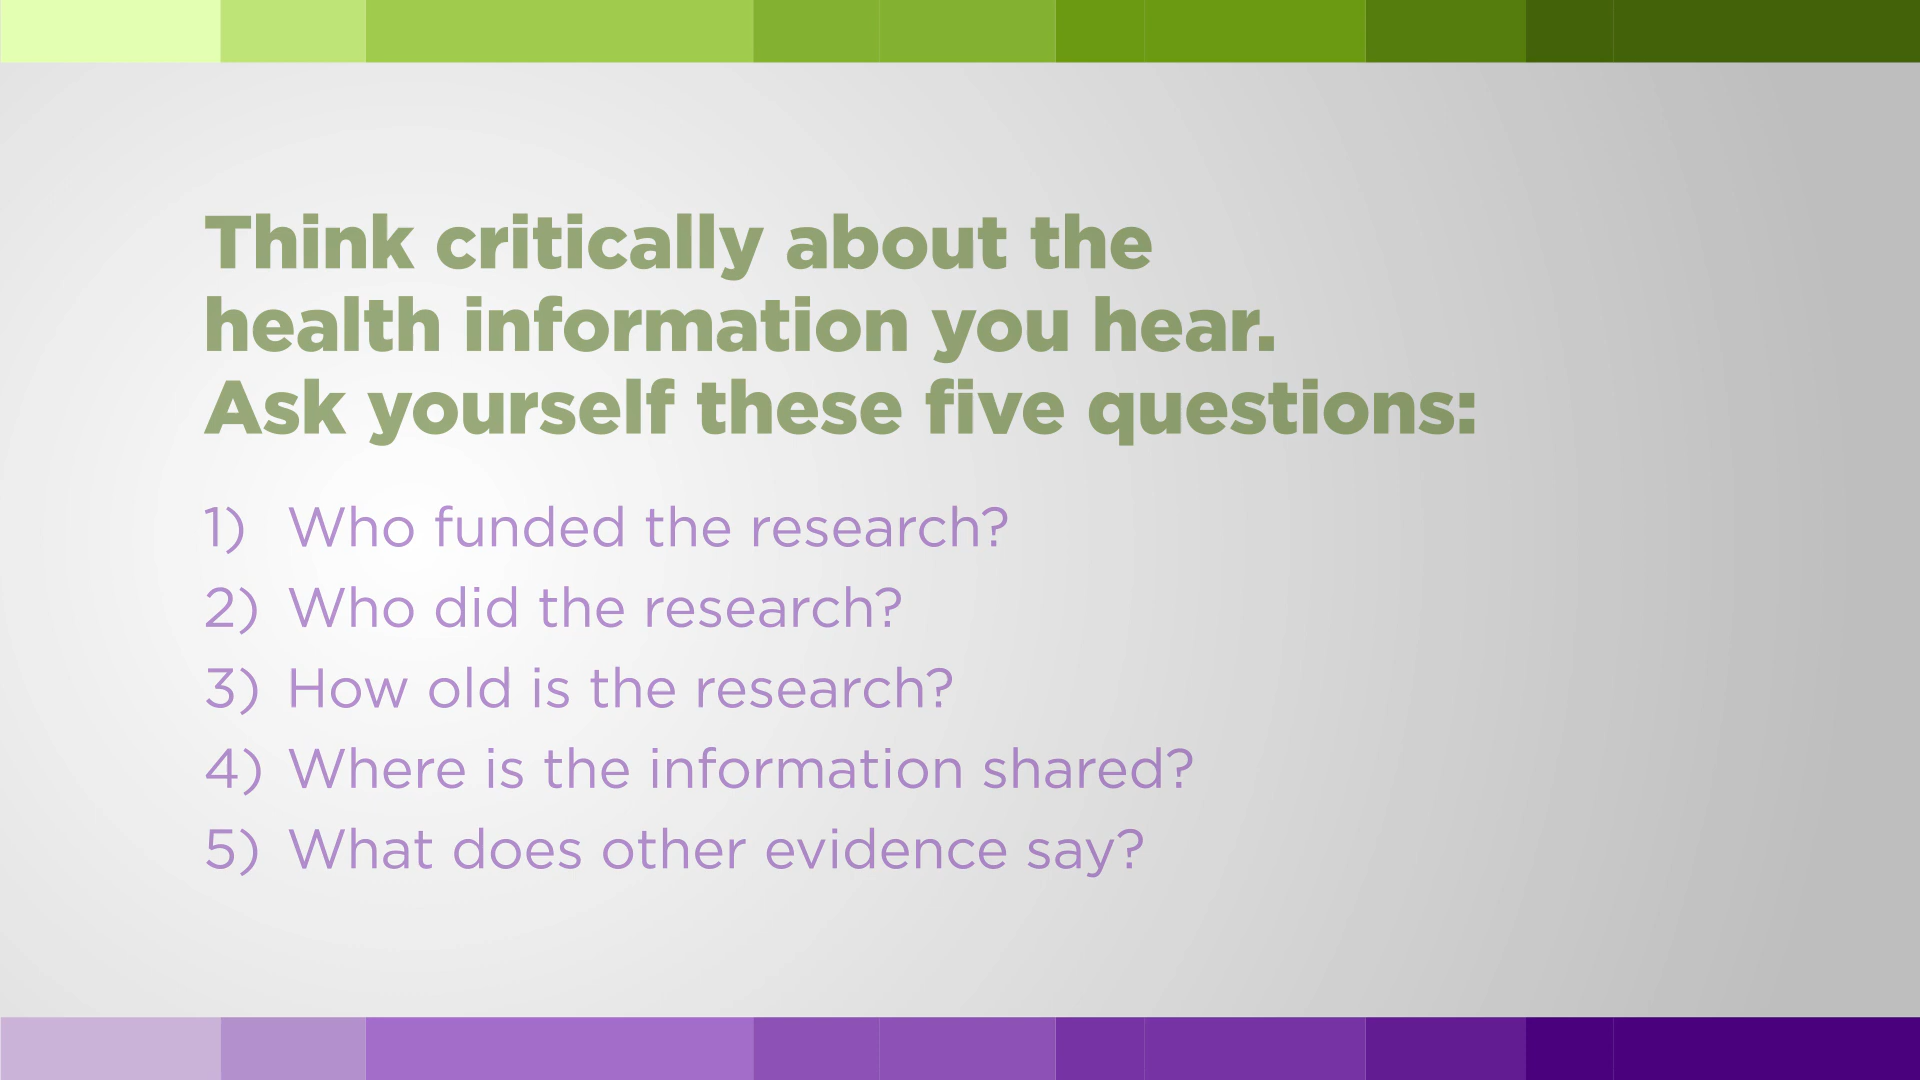 Think critically about the
health information you hear.
Ask yourself these five questions:
1) Who funded the research?
2) Who did the research?
3) How old is the research?
4) Where is the information shared?
5) What does other evidence say?